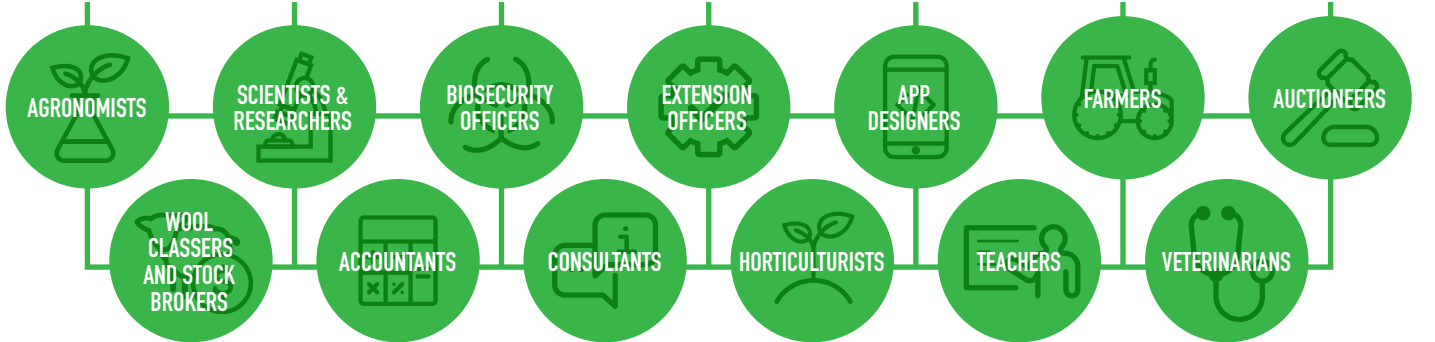 AGRONOMISTS
SCIENTISTS &
RESEARCHERS
BIOSECURITY
OFFICERS
EXTENSION
OFFICERS
APP
DESIGNERS
FARMERS
AUCTIONEERS
WOOL
CLASSERS
AND STOCK
BROKERS
ACCOUNTANTS
CONSULTANTS
HORTICULTURISTS
TEACHERS
VETERINARIANS